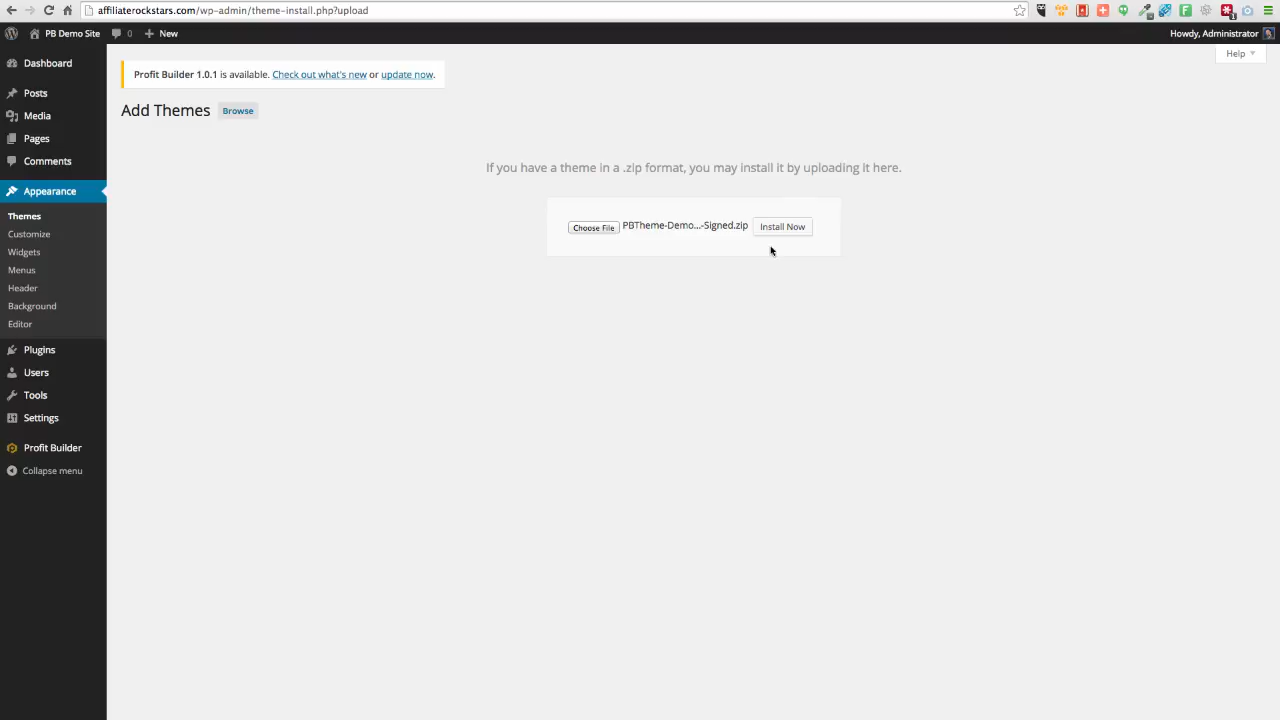 affiliaterockstars.com/wp-admin/theme-install.php?upload
PB Demo Site 0 New Howdy, Administrator
Help
Dashboard
Posts
Media
Pages
Comments
Appearance
Themes
Customize
Widgets
Menus
Header
Background
Editor
Plugins
Users
Tools
Settings
Profit Builder
Collapse menu
Profit Builder 1.0.1 is available. Check out what's new or update now.
Add Themes Browse
If you have a theme in a .zip format, you may install it by uploading it here.
Choose File PBTheme-Demo...-Signed.zip Install Now